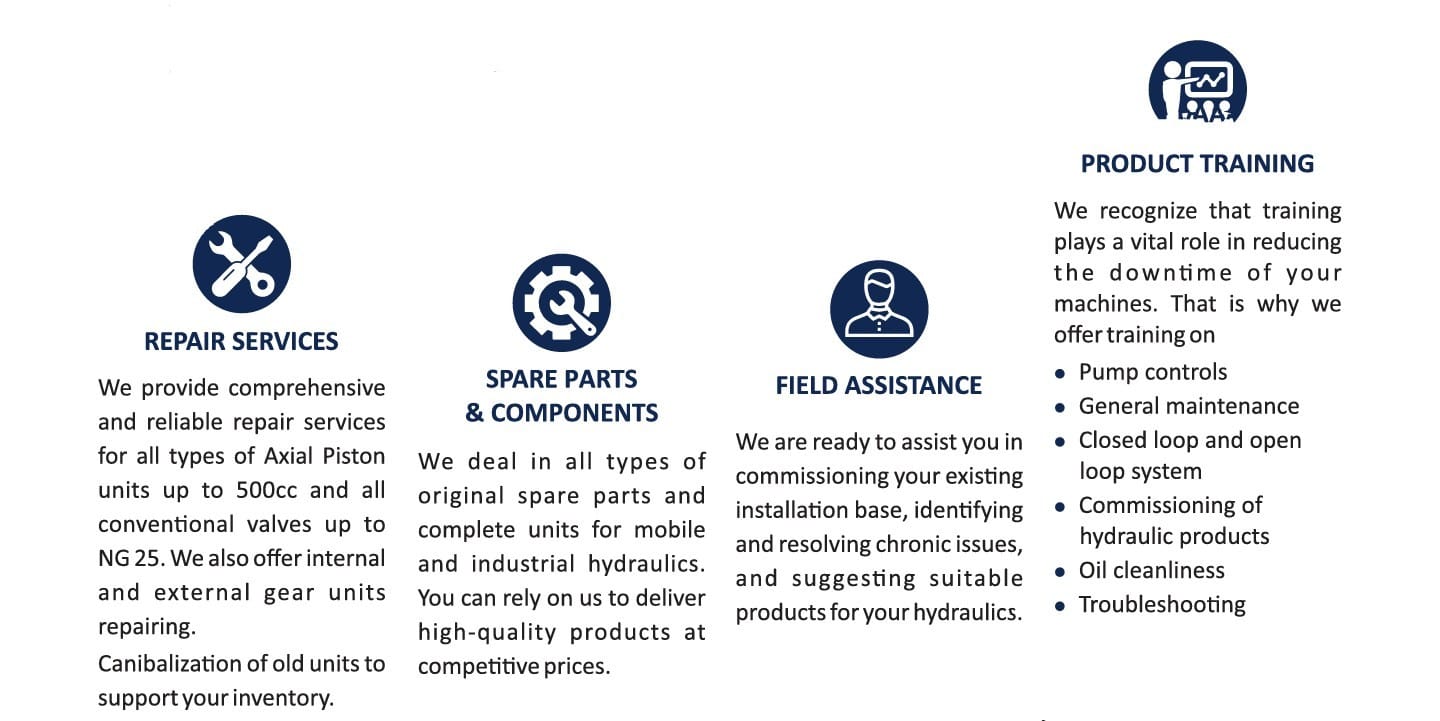 REPAIR SERVICES
We provide comprehensive
and reliable repair services
for all types of Axial Piston
units up to 500cc and all
conventional valves up to
NG 25. We also offer internal
and external gear units
repairing.
Canibalization of old units to
support your inventory.
SPARE PARTS
& COMPONENTS
We deal in all types of
original spare parts and
complete units for mobile
and industrial hydraulics.
You can rely on us to deliver
high-quality products at
competitive prices.
FIELD ASSISTANCE
We are ready to assist you in
commissioning your existing
installation base, identifying
and resolving chronic issues,
and suggesting suitable
products for your hydraulics.
PRODUCT TRAINING
We recognize that training
plays a vital role in reducing
the downtime of your
machines. That is why we
offer training on
• Pump controls
• General maintenance
• Closed loop and open
loop system
• Commissioning of
hydraulic products
• Oil cleanliness
• Troubleshooting